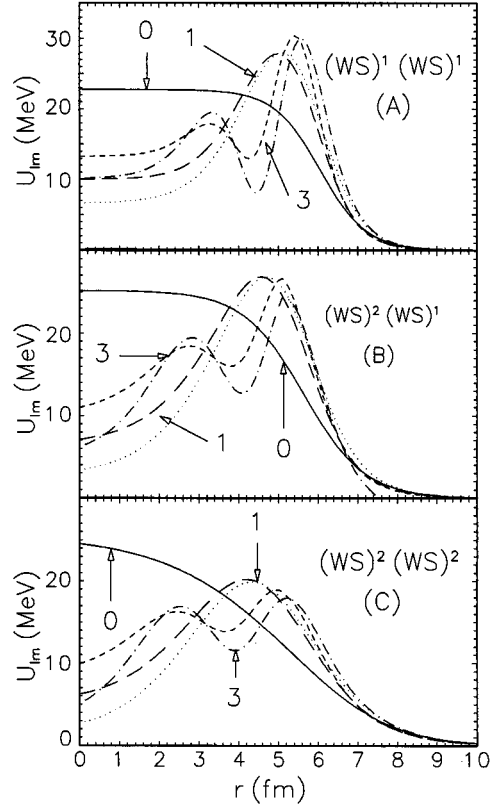 0
1
30
(WS)¹ (WS)¹
(A)
20
10
3
U_lm (MeV)
20
(WS)² (WS)¹
(B)
3
10
1
0
U_lm (MeV)
0
1
(WS)² (WS)²
(C)
20
10
3
0
U_lm (MeV)
0 1 2 3 4 5 6 7 8 9 10
r (fm)